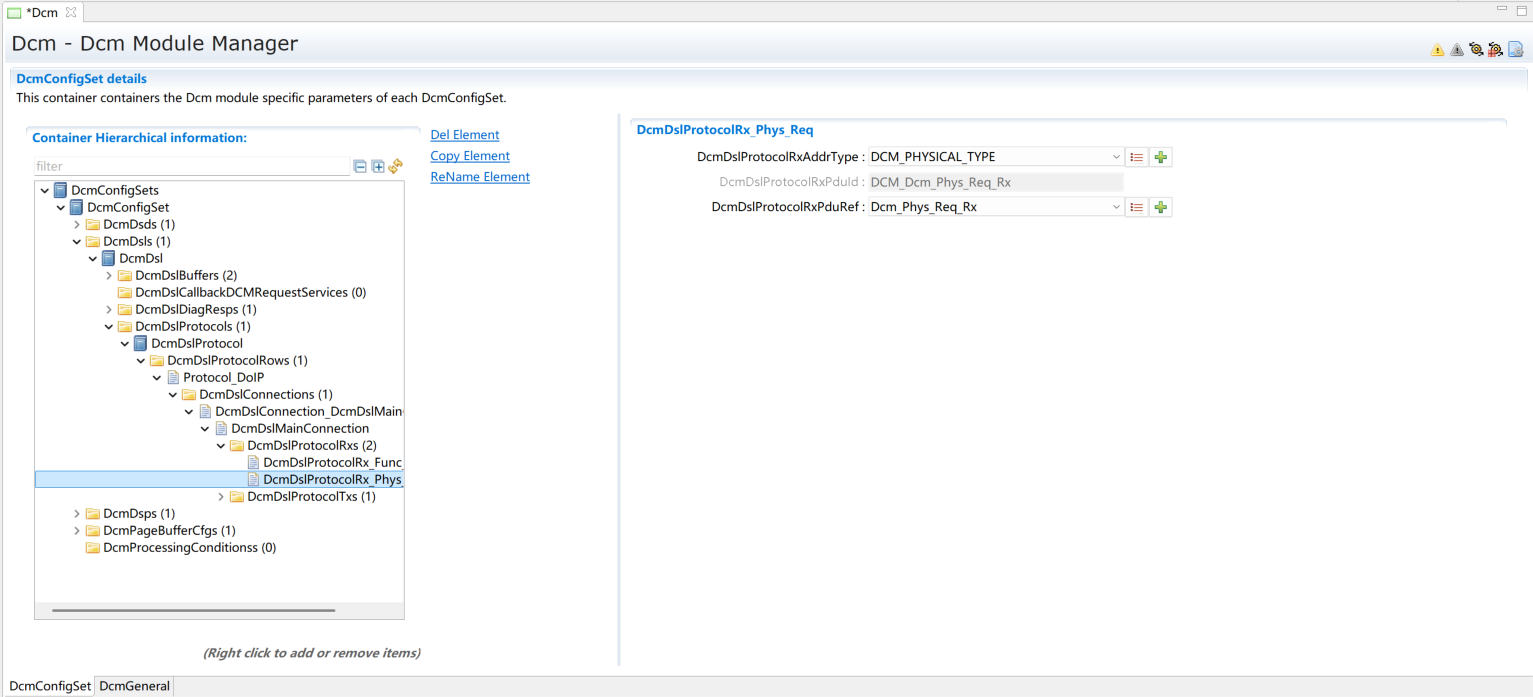 *Dcm
Dcm - Dcm Module Manager
DcmConfigSet details
This container containers the Dcm module specific parameters of each DcmConfigSet.
Container Hierarchical information:
filter
DcmConfigSets
DcmConfigSet
DcmDsds (1)
DcmDsls (1)
DcmDsl
DcmDslBuffers (2)
DcmDslCallbackDCMRequestServices (0)
DcmDslDiagResps (1)
DcmDslProtocols (1)
DcmDslProtocol
DcmDslProtocolRows (1)
Protocol_DoIP
DcmDslConnections (1)
DcmDslConnection_DcmDslMain
DcmDslMainConnection
DcmDslProtocolRxs (2)
DcmDslProtocolRx_Func_
DcmDslProtocolRx_Phys_
DcmDslProtocolTxs (1)
DcmDsps (1)
DcmPageBufferCfgs (1)
DcmProcessingConditionss (0)
(Right click to add or remove items)
Del Element
Copy Element
ReName Element
DcmDslProtocolRx_Phys_Req
DcmDslProtocolRxAddrType : DCM_PHYSICAL_TYPE
DcmDslProtocolRxPduId : DCM_Dcm_Phys_Req_Rx
DcmDslProtocolRxPduRef : Dcm_Phys_Req_Rx
DcmConfigSet DcmGeneral